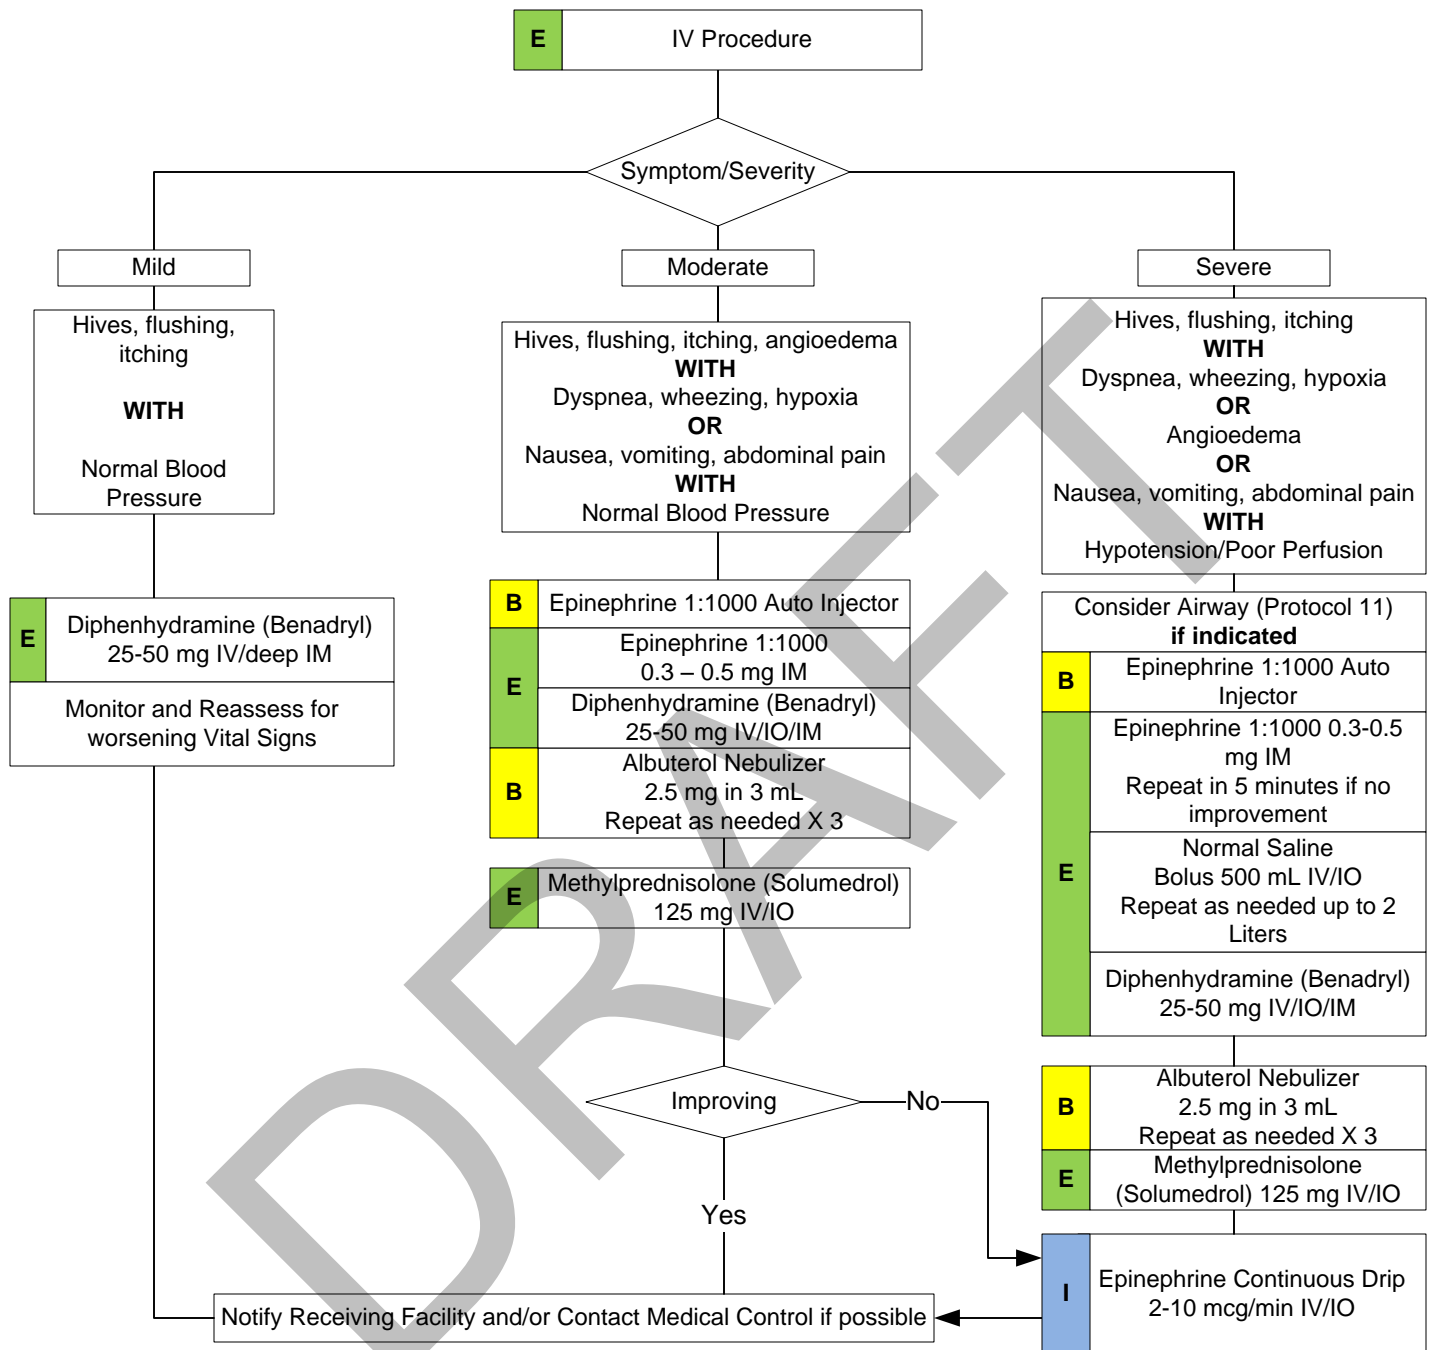 E
IV Procedure
Symptom/Severity
Mild
Hives, flushing,
itching
WITH
Normal Blood
Pressure
E
Diphenhydramine (Benadryl)
25-50 mg IV/deep IM
Monitor and Reassess for
worsening Vital Signs
Moderate
Hives, flushing, itching, angioedema
WITH
Dyspnea, wheezing, hypoxia
OR
Nausea, vomiting, abdominal pain
WITH
Normal Blood Pressure
B
Epinephrine 1:1000 Auto Injector
E
Epinephrine 1:1000
0.3 – 0.5 mg IM
Diphenhydramine (Benadryl)
25-50 mg IV/IO/IM
B
Albuterol Nebulizer
2.5 mg in 3 mL
Repeat as needed X 3
E
Methylprednisolone (Solumedrol)
125 mg IV/IO
Improving
No
Yes
Severe
Hives, flushing, itching
WITH
Dyspnea, wheezing, hypoxia
OR
Angioedema
OR
Nausea, vomiting, abdominal pain
WITH
Hypotension/Poor Perfusion
Consider Airway (Protocol 11)
if indicated
B
Epinephrine 1:1000 Auto
Injector
E
Epinephrine 1:1000 0.3-0.5
mg IM
Repeat in 5 minutes if no
improvement
Normal Saline
Bolus 500 mL IV/IO
Repeat as needed up to 2
Liters
Diphenhydramine (Benadryl)
25-50 mg IV/IO/IM
B
Albuterol Nebulizer
2.5 mg in 3 mL
Repeat as needed X 3
E
Methylprednisolone
(Solumedrol) 125 mg IV/IO
I
Epinephrine Continuous Drip
2-10 mcg/min IV/IO
Notify Receiving Facility and/or Contact Medical Control if possible
DRAFT